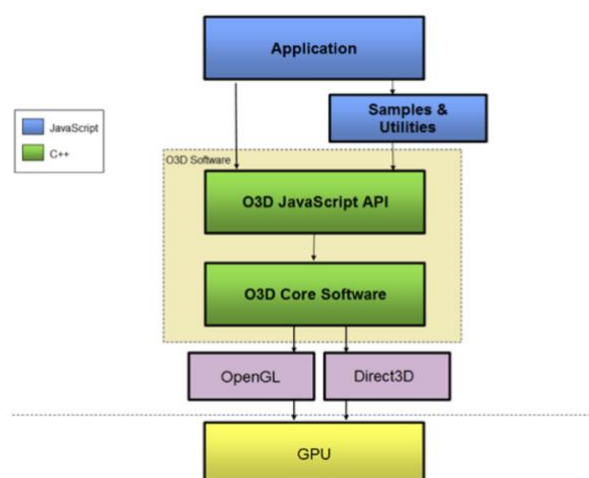 Application
Samples &
Utilities
JavaScript
C++
O3D Software
O3D JavaScript API
O3D Core Software
OpenGL
Direct3D
GPU